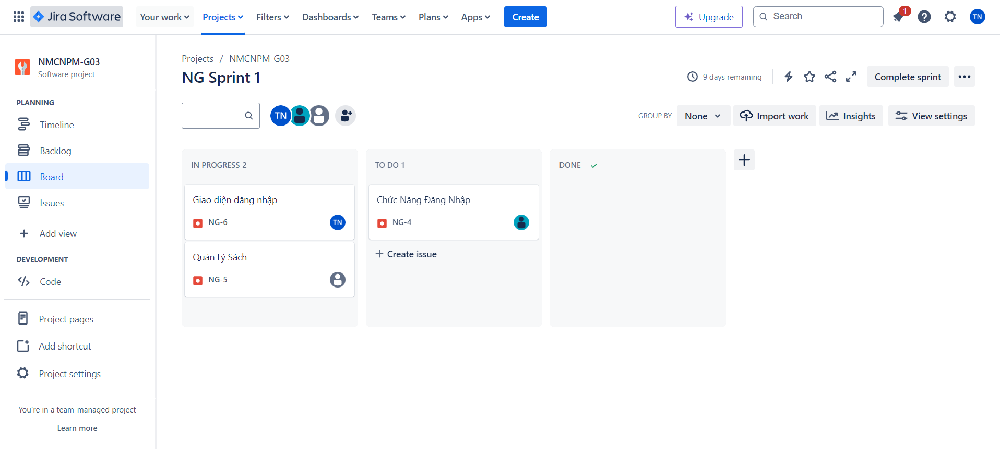 Jira Software Your work Projects Filters Dashboards Teams Plans Apps Create Upgrade Search 1 TN
NMCNPM-G03
Software project
PLANNING
Timeline
Backlog
Board
Issues
Add view
DEVELOPMENT
Code
Project pages
Add shortcut
Project settings
You're in a team-managed project
Learn more
Projects / NMCNPM-G03
NG Sprint 1
9 days remaining Complete sprint
TN
GROUP BY None Import work Insights View settings
IN PROGRESS 2
Giao diện đăng nhập
NG-6 TN
Quản Lý Sách
NG-5
TO DO 1
Chức Năng Đăng Nhập
NG-4
Create issue
DONE